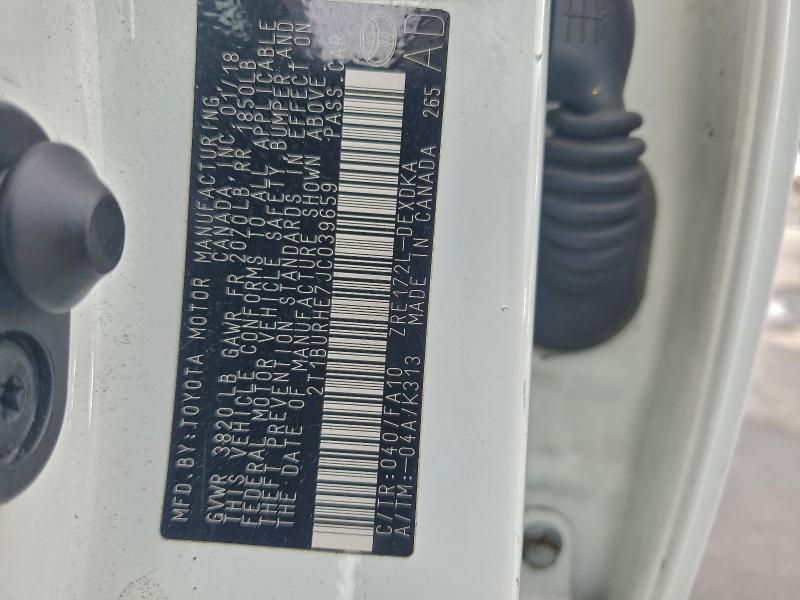 MFD. BY: TOYOTA MOTOR MANUFACTURING
CANADA, INC. 01/18
GVWR 3820 LB GAWR FR 2070 LB, RR 1850LB
THIS VEHICLE CONFORMS TO ALL APPLICABLE
FEDERAL MOTOR VEHICLE SAFETY, BUMPER, AND
THEFT PREVENTION STANDARDS IN EFFECT ON
THE DATE OF MANUFACTURE SHOWN ABOVE.
2T1BURHE7JC039659 PASS. CAR
C/TR: 040/FA10 ZRE172L-DEXDKA
A/TM:-04A/K313 MADE IN CANADA 265
AD